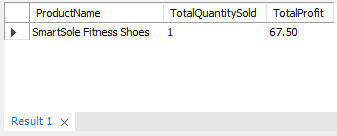 ProductName TotalQuantitySold TotalProfit
SmartSole Fitness Shoes 1 67.50
Result 1 ×